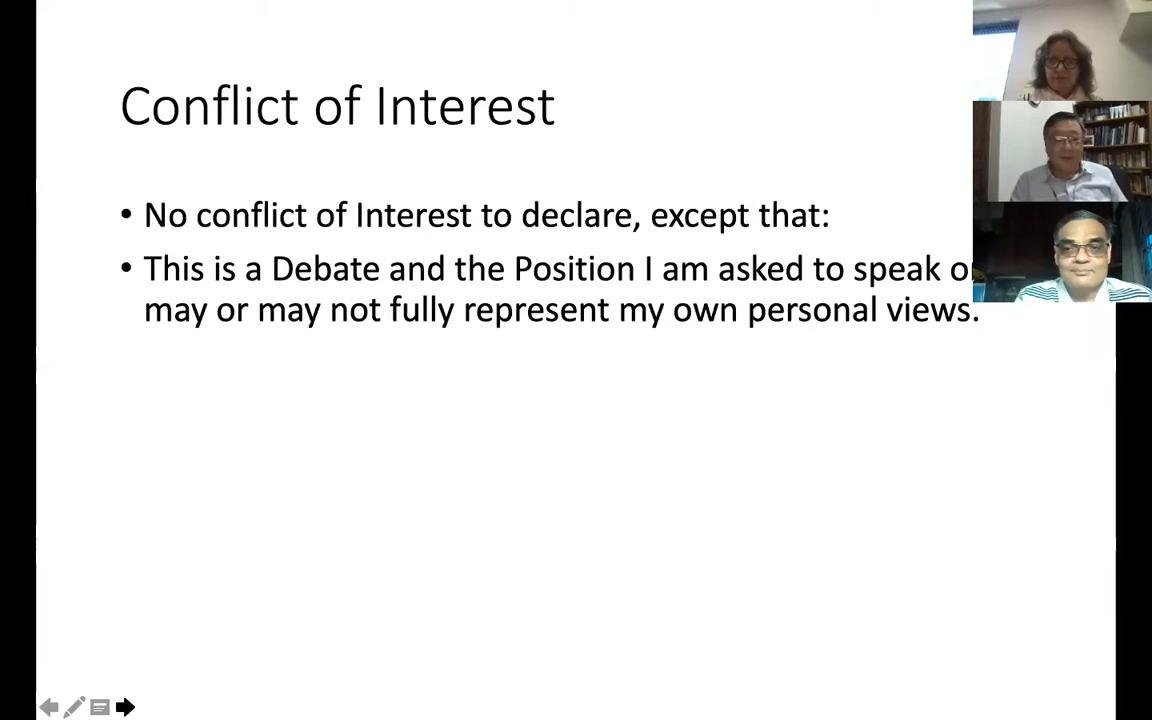 Conflict of Interest
• No conflict of Interest to declare, except that:
• This is a Debate and the Position I am asked to speak
may or may not fully represent my own personal views.